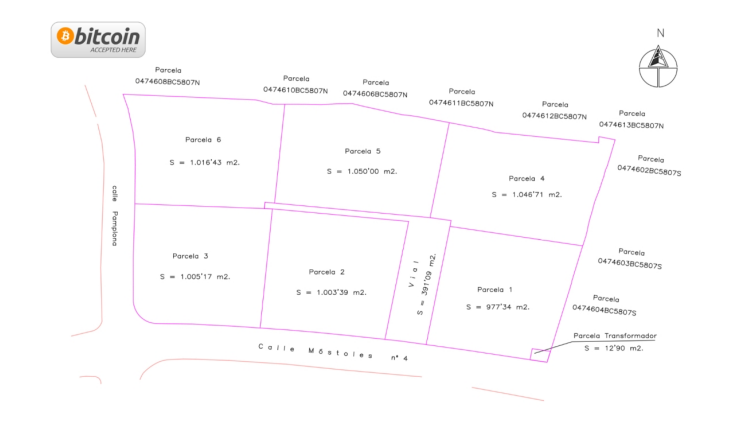 bitcoin
ACCEPTED HERE
N
Parcela
0474608BC5807N
Parcela
0474610BC5807N
Parcela
0474606BC5807N
Parcela
0474611BC5807N
Parcela
0474612BC5807N
Parcela
0474613BC5807N
Parcela
0474602BC5807S
Parcela 6
S = 1.016'43 m2.
Parcela 5
S = 1.050'00 m2.
Parcela 4
S = 1.046'71 m2.
calle Pamplona
Parcela 3
S = 1.005'17 m2.
Parcela 2
S = 1.003'39 m2.
Vial
S = 391'09 m2.
Parcela 1
S = 977'34 m2.
Parcela
0474603BC5807S
Parcela
0474604BC5807S
Parcela Transformador
S = 12'90 m2.
Calle Móstoles nº 4